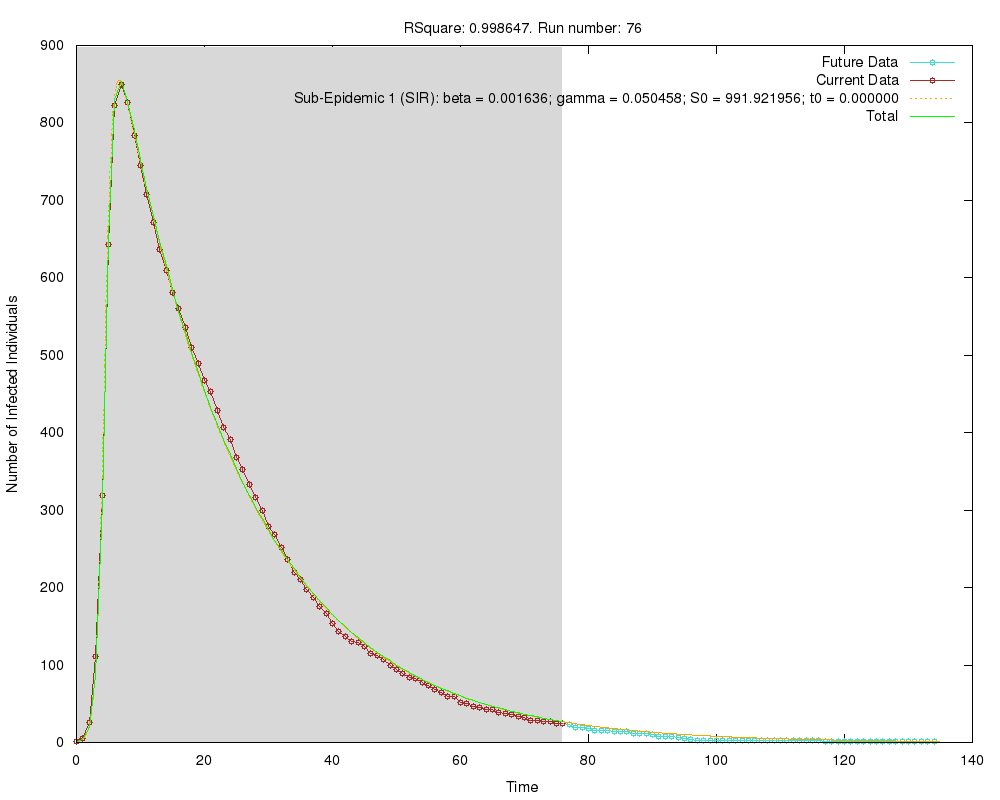 RSquare: 0.998647. Run number: 76
900
800
700
600
500
400
300
200
100
0
Number of Infected Individuals
Future Data
Current Data
Sub-Epidemic 1 (SIR): beta = 0.001636; gamma = 0.050458; S0 = 991.921956; t0 = 0.000000
Total
0 20 40 60 80 100 120 140
Time